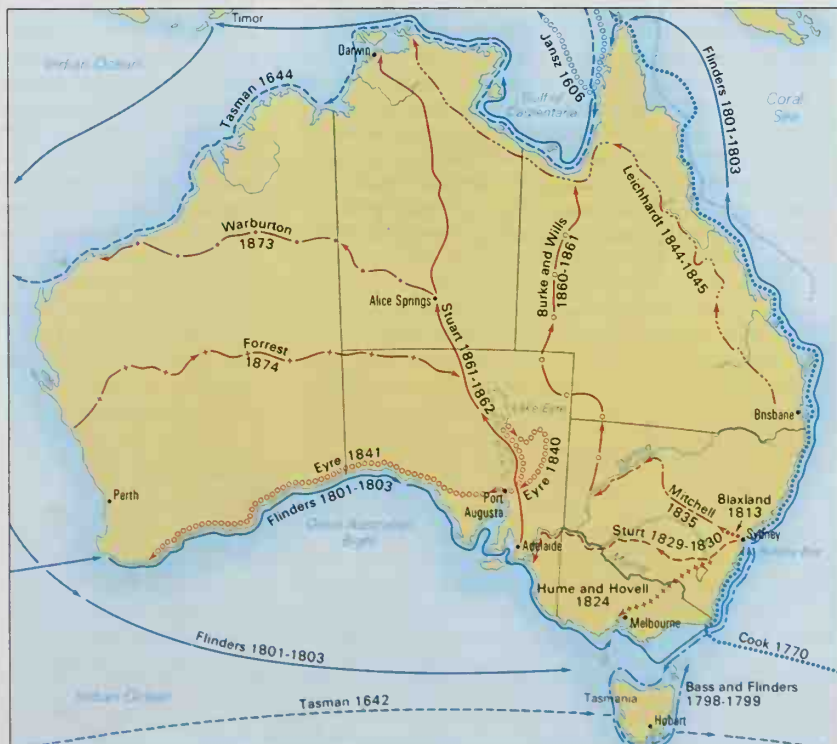 Timor
Indian Ocean
Darwin
Tasman 1644
Jansz 1606
Gulf of
Carpentaria
Coral
Sea
Flinders 1801-1803
Leichhardt 1844-1845
Burke and Wills
1860-1861
Warburton
1873
Alice Springs
Stuart 1861-1862
Forrest
1874
Lake Eyre
Brisbane
Eyre 1841
Eyre 1840
Perth
Flinders 1801-1803
Port
Augusta
Great Australian
Bight
Mitchell
1835
Blaxland
1813
Sturt 1829-1830
Sydney
Botany Bay
Adelaide
Hume and Hovell
1824
Melbourne
Flinders 1801-1803
Cook 1770
Indian Ocean
Tasman 1642
Tasmania
Bass and Flinders
1798-1799
Hobart